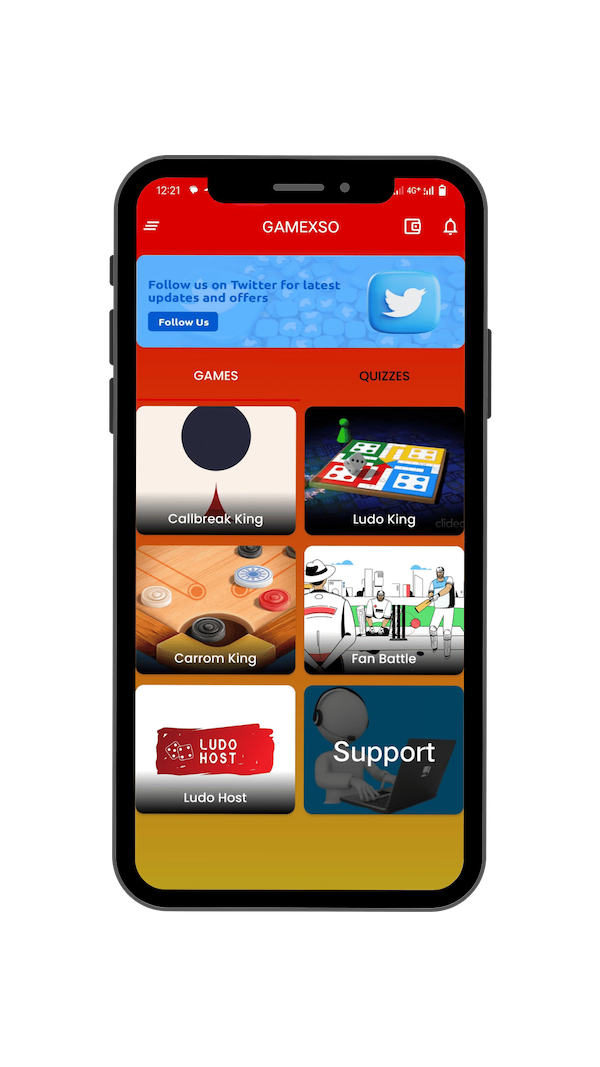 12:21
4G+
GAMEXSO
Follow us on Twitter for latest
updates and offers
Follow Us
GAMES
QUIZZES
Callbreak King
Ludo King
Carrom King
Fan Battle
LUDO
HOST
Support
Ludo Host